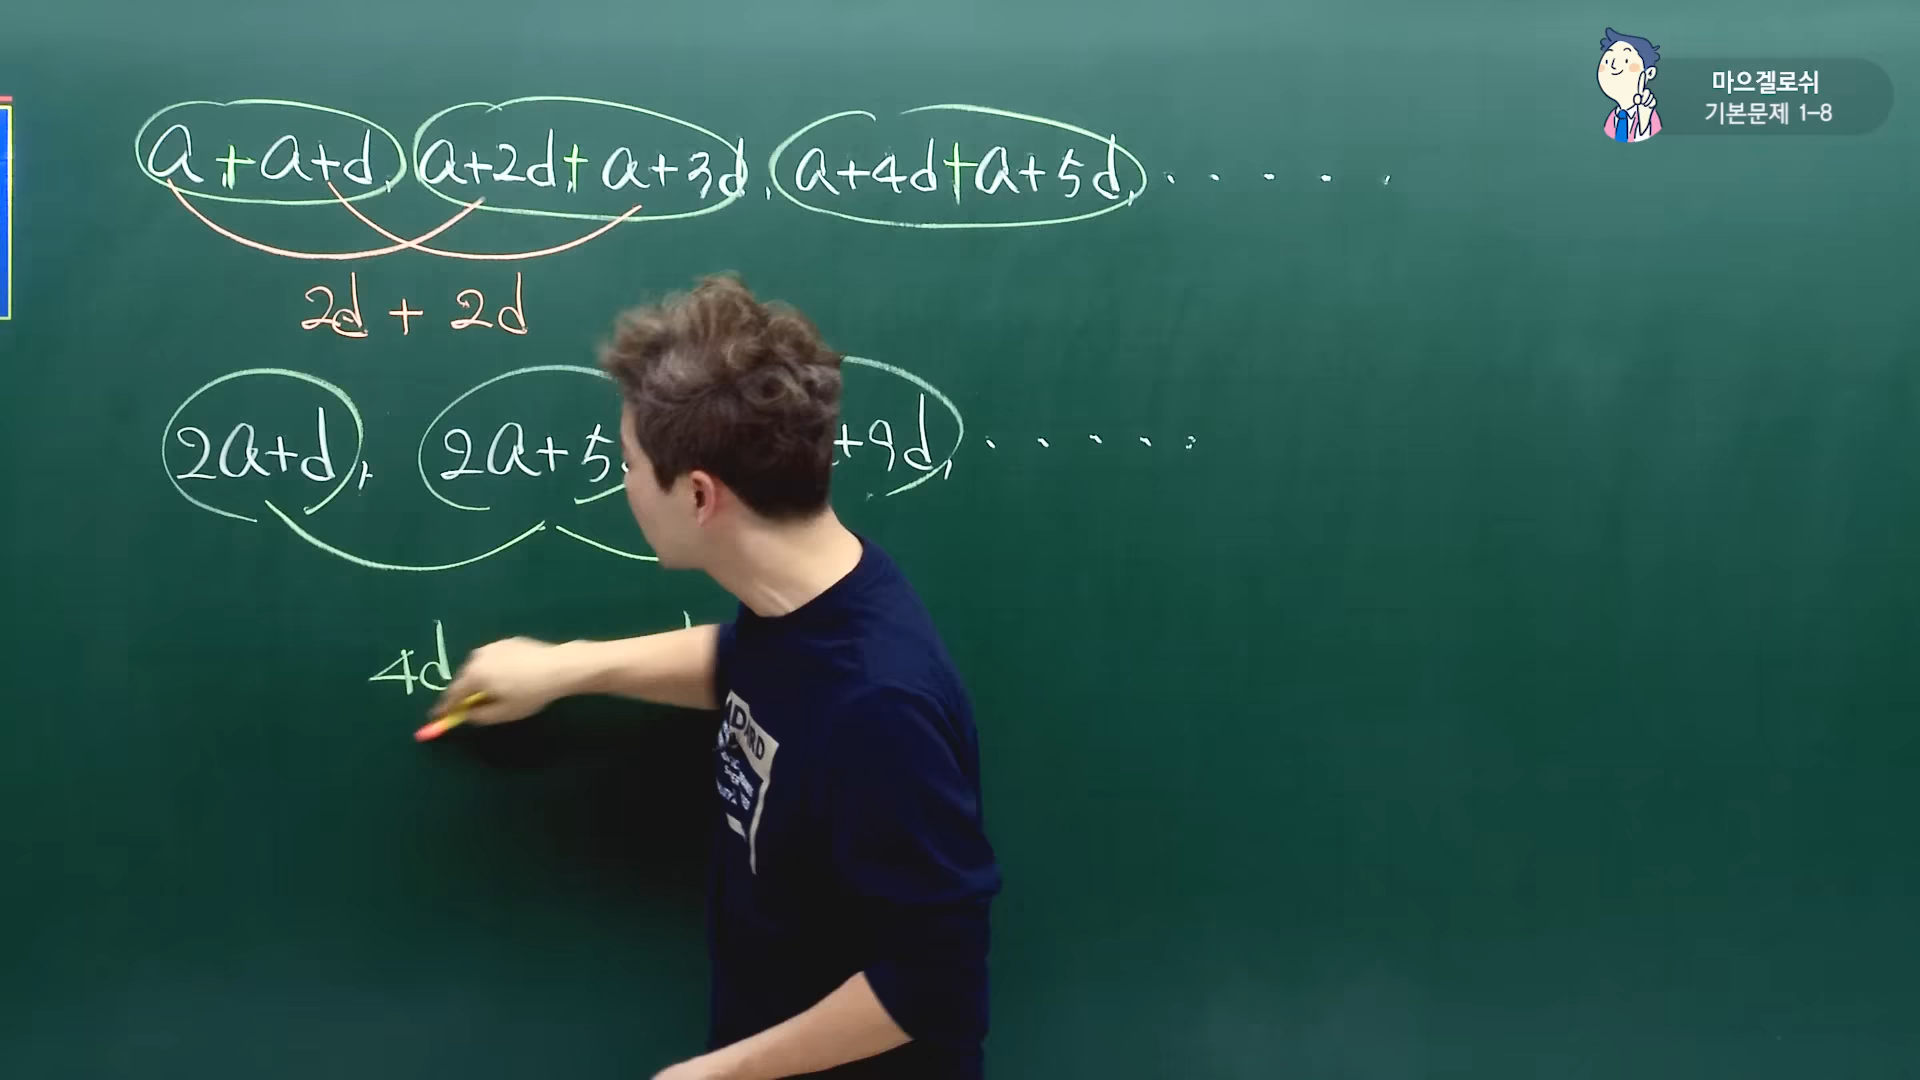 마으겔로쉬
기본문제 1-8
a + a+d, a+2d, + a+3d, a+4d + a+5d, . . . . .
2d + 2d
2a+d, 2a+5 +9d, . . . . .
4d